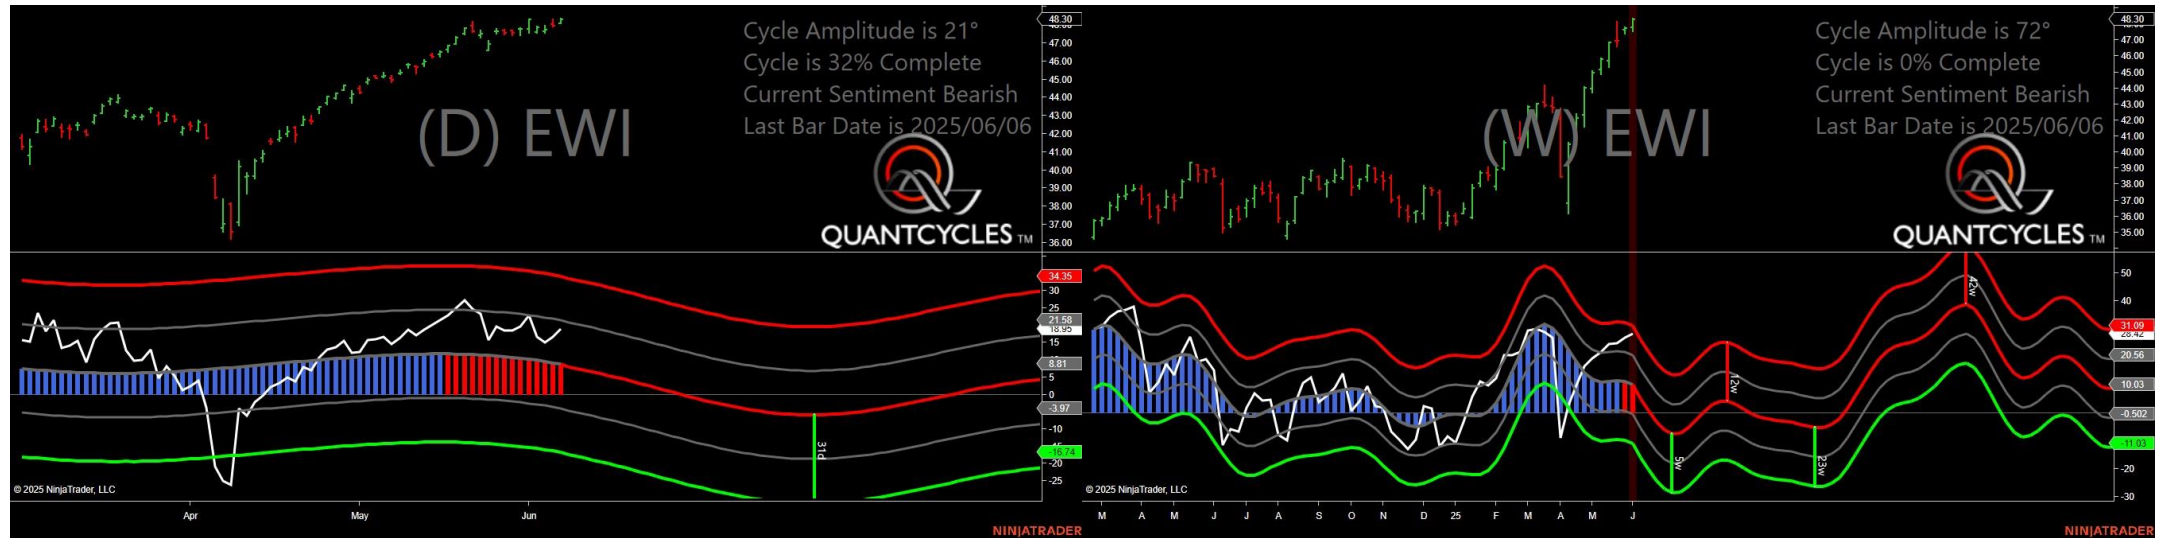 Cycle Amplitude is 21°
Cycle is 32% Complete
Current Sentiment Bearish
Last Bar Date is 2025/06/06
(D) EWI
QUANTCYCLES TM
48.30
47.00
46.00
45.00
44.00
43.00
42.00
41.00
40.00
39.00
38.00
37.00
36.00
34.35
30
25
21.58
18.95
15
8.81
5
0
-3.97
-10
-16.74
-20
-25
31d
© 2025 NinjaTrader, LLC
Apr
May
Jun
NINJATRADER
Cycle Amplitude is 72°
Cycle is 0% Complete
Current Sentiment Bearish
Last Bar Date is 2025/06/06
(W) EWI
QUANTCYCLES TM
48.30
47.00
46.00
45.00
44.00
43.00
42.00
41.00
40.00
39.00
38.00
37.00
36.00
35.00
50
40
31.09
28.42
20.56
10.03
-0.502
-11.03
-20
-30
42w
12w
5w
23w
© 2025 NinjaTrader, LLC
M A M J J A S O N D 25 F M A M J
NINJATRADER